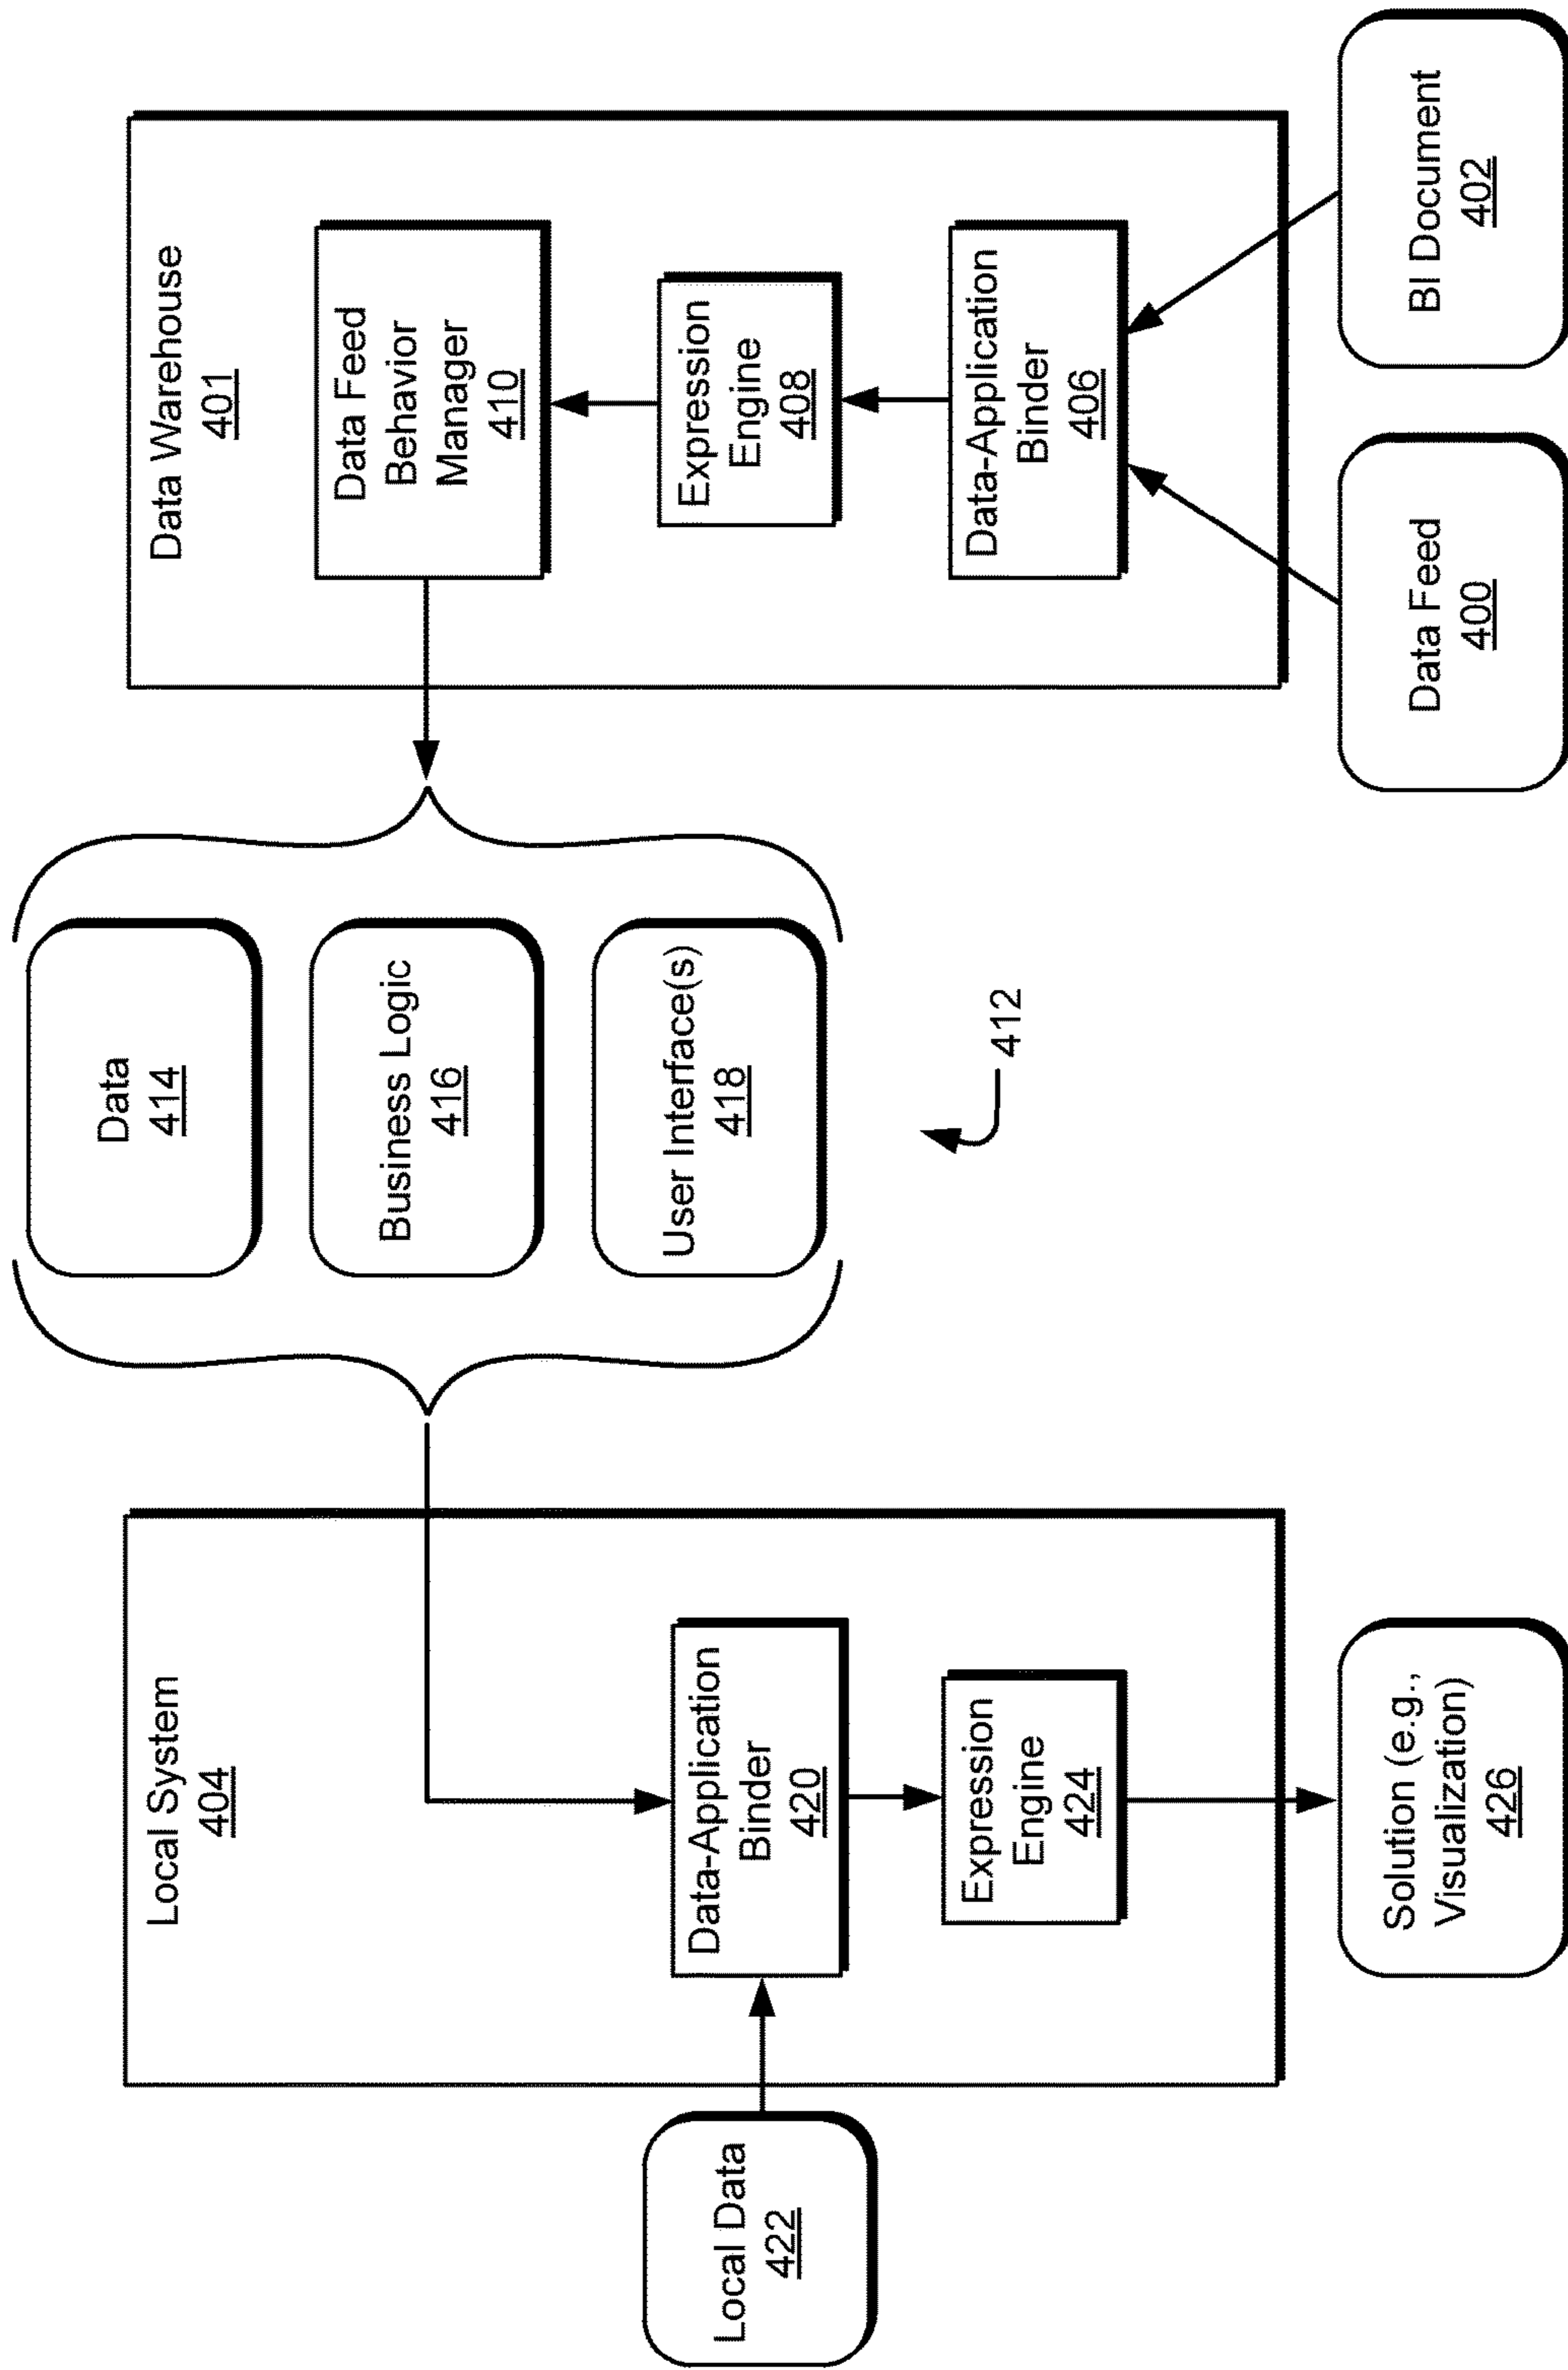 Local System
404
Local Data
422
Data-Application
Binder
420
Expression
Engine
424
Solution (e.g.,
Visualization)
426
Data
414
Business Logic
416
User Interface(s)
418
412
Data Warehouse
401
Data Feed
Behavior
Manager
410
Expression
Engine
408
Data-Application
Binder
406
Data Feed
400
BI Document
402